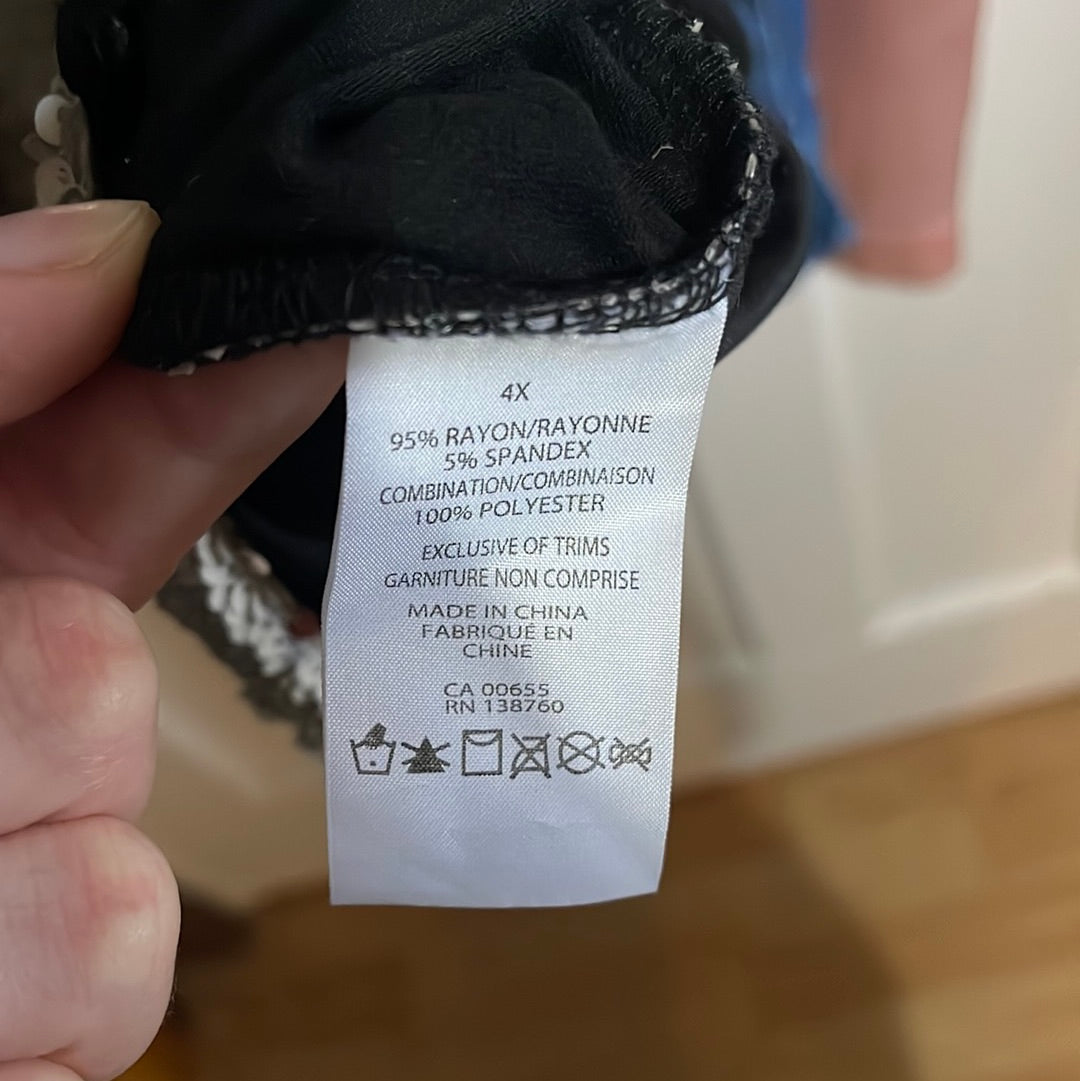 4X
95% RAYON/RAYONNE
5% SPANDEX
COMBINATION/COMBINAISON
100% POLYESTER
EXCLUSIVE OF TRIMS
GARNITURE NON COMPRISE
MADE IN CHINA
FABRIQUÉ EN
CHINE
CA 00655
RN 138760